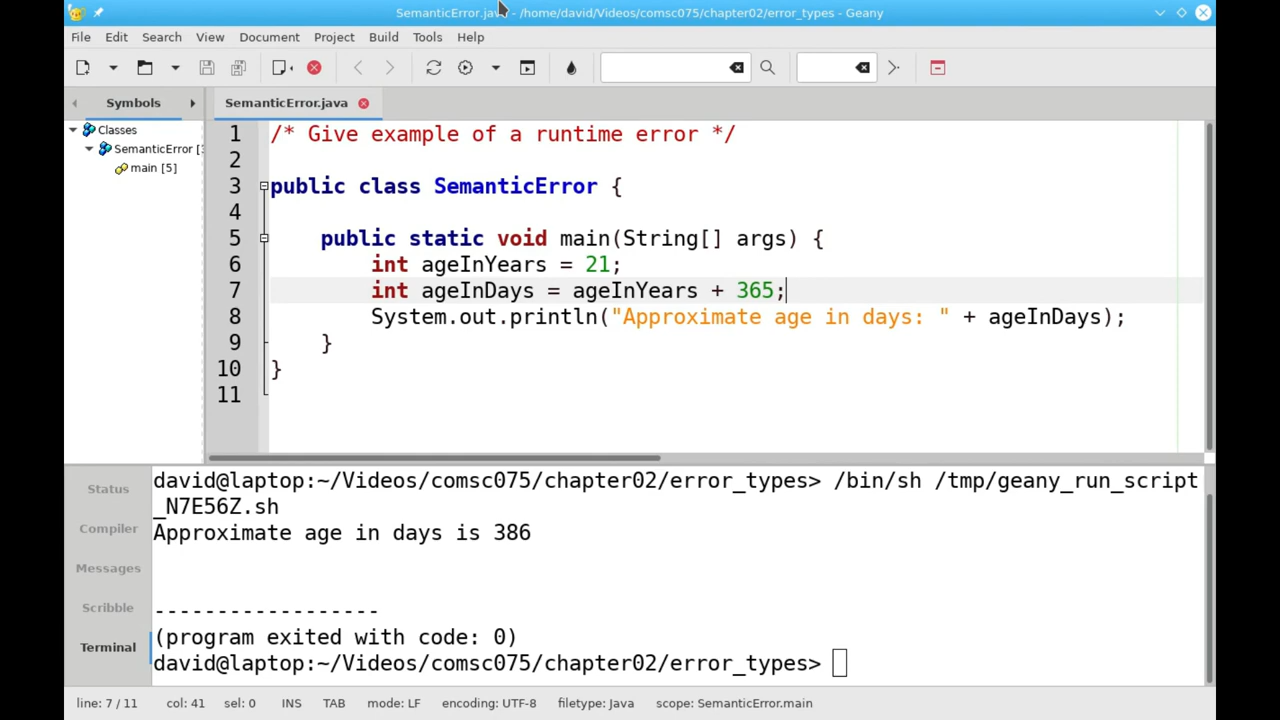 SemanticError.java - /home/david/Videos/comsc075/chapter02/error_types - Geany
File Edit Search View Document Project Build Tools Help
Symbols SemanticError.java
Classes
SemanticError [
main [5]
1 /* Give example of a runtime error */
2
3 public class SemanticError {
4
5 public static void main(String[] args) {
6 int ageInYears = 21;
7 int ageInDays = ageInYears + 365;
8 System.out.println("Approximate age in days: " + ageInDays);
9 }
10 }
11
Status
Compiler
Messages
Scribble
Terminal
david@laptop:~/Videos/comsc075/chapter02/error_types> /bin/sh /tmp/geany_run_script
_N7E56Z.sh
Approximate age in days is 386
------------------
(program exited with code: 0)
david@laptop:~/Videos/comsc075/chapter02/error_types>
line: 7 / 11 col: 41 sel: 0 INS TAB mode: LF encoding: UTF-8 filetype: Java scope: SemanticError.main